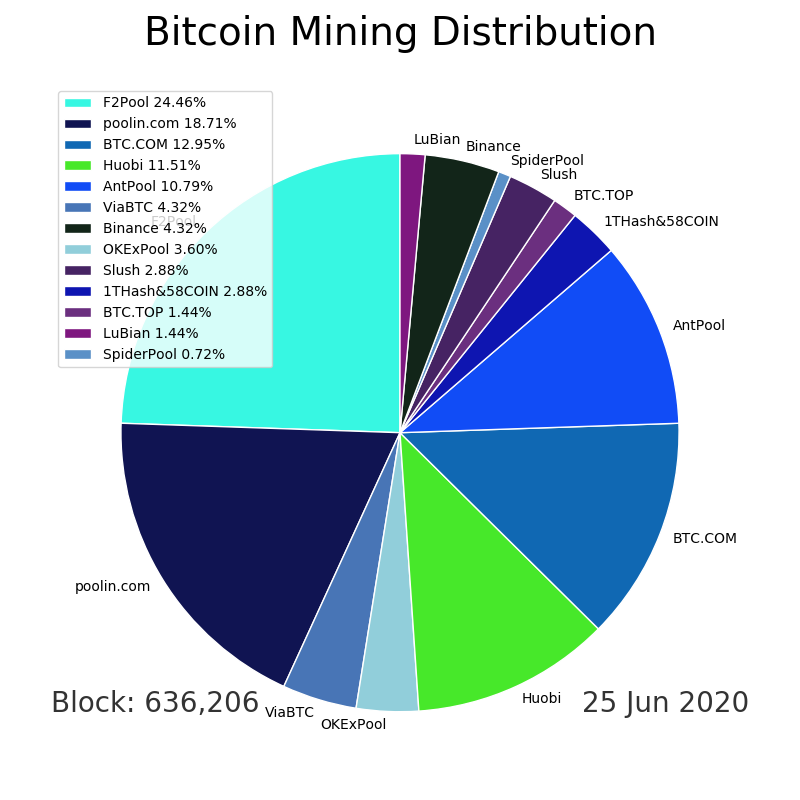 Bitcoin Mining Distribution
F2Pool 24.46%
poolin.com 18.71%
BTC.COM 12.95%
Huobi 11.51%
AntPool 10.79%
ViaBTC 4.32%
Binance 4.32%
OKExPool 3.60%
Slush 2.88%
1THash&58COIN 2.88%
BTC.TOP 1.44%
LuBian 1.44%
SpiderPool 0.72%
F2Pool
LuBian
Binance
SpiderPool
Slush
BTC.TOP
1THash&58COIN
AntPool
BTC.COM
poolin.com
Huobi
ViaBTC
OKExPool
Block: 636,206
25 Jun 2020